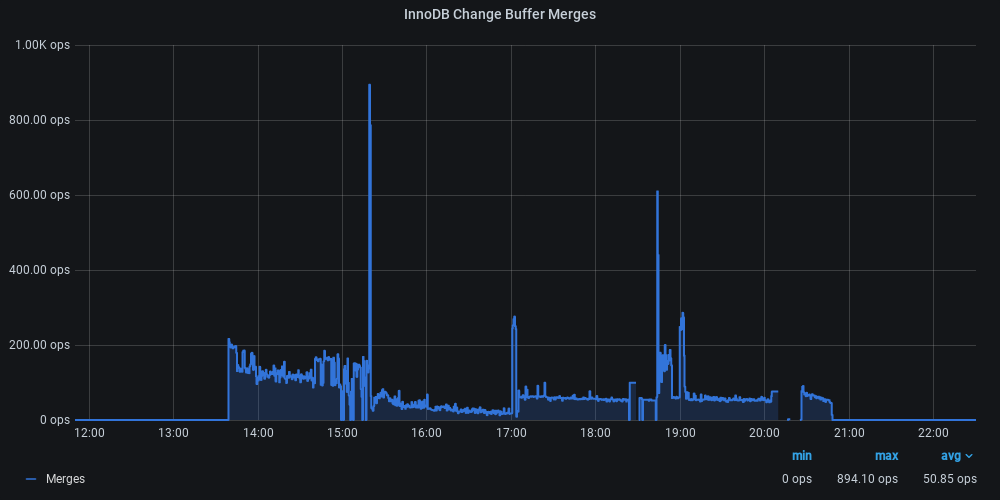 InnoDB Change Buffer Merges
1.00K ops
800.00 ops
600.00 ops
400.00 ops
200.00 ops
0 ops
12:00 13:00 14:00 15:00 16:00 17:00 18:00 19:00 20:00 21:00 22:00
min max avg
Merges 0 ops 894.10 ops 50.85 ops